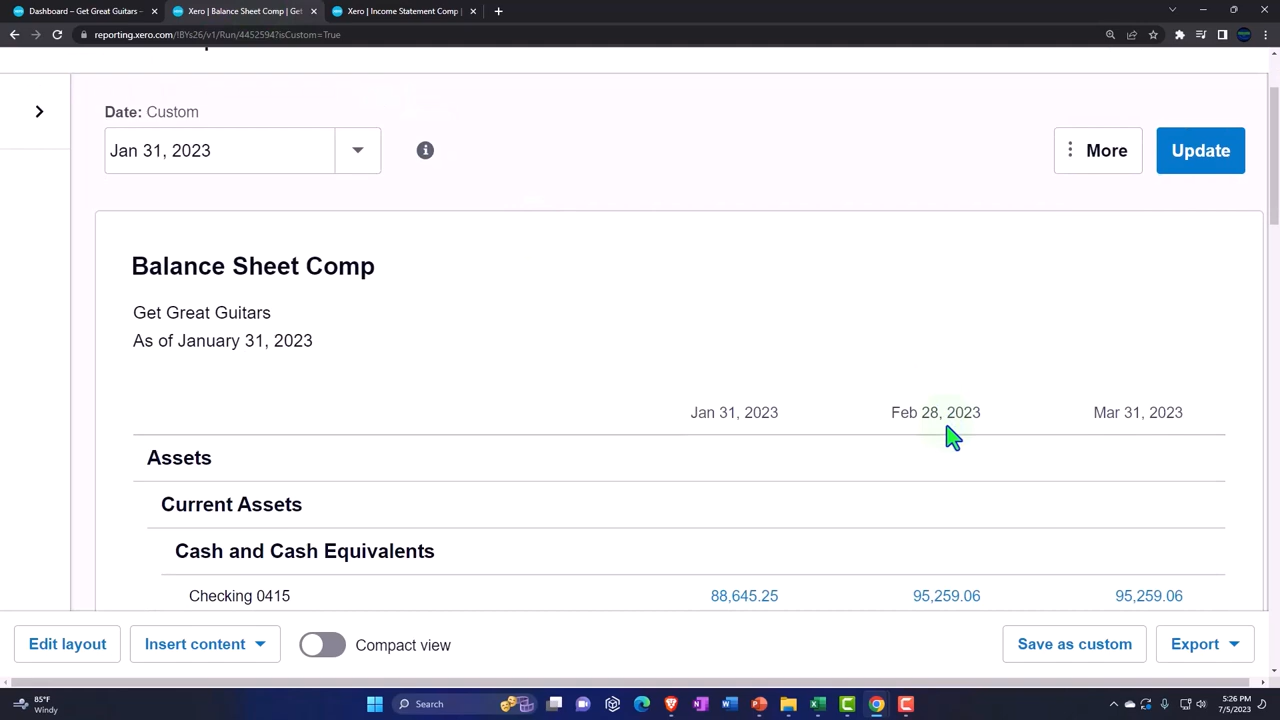 Dashboard – Get Great Guitars –
Xero | Balance Sheet Comp | Get
Xero | Income Statement Comp |
reporting.xero.com/!BYs26/v1/Run/4452594?isCustom=True
Date: Custom
Jan 31, 2023
More
Update
Balance Sheet Comp
Get Great Guitars
As of January 31, 2023
Jan 31, 2023 Feb 28, 2023 Mar 31, 2023
Assets
Current Assets
Cash and Cash Equivalents
Checking 0415 88,645.25 95,259.06 95,259.06
Edit layout
Insert content
Compact view
Save as custom
Export
85°F
Windy
Search
5:26 PM
7/5/2023